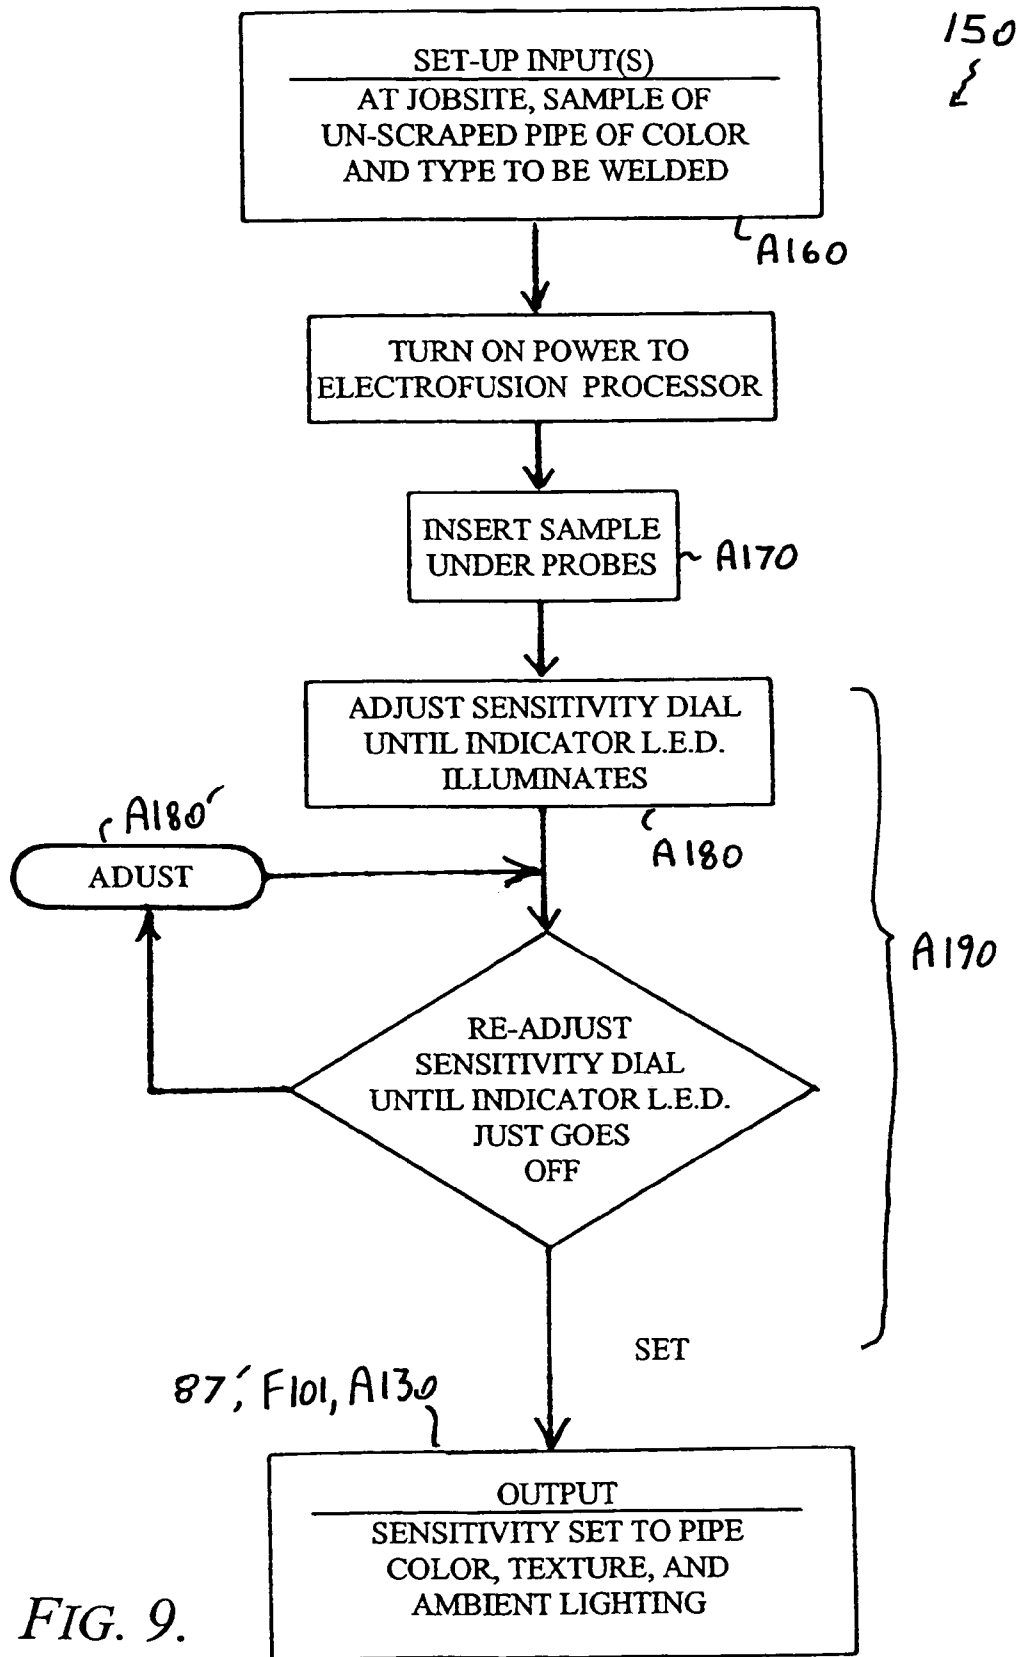 150
SET-UP INPUT(S)
AT JOBSITE, SAMPLE OF
UN-SCRAPED PIPE OF COLOR
AND TYPE TO BE WELDED
A160
TURN ON POWER TO
ELECTROFUSION PROCESSOR
INSERT SAMPLE
UNDER PROBES
A170
ADJUST SENSITIVITY DIAL
UNTIL INDICATOR L.E.D.
ILLUMINATES
A180
A180'
ADUST
A190
RE-ADJUST
SENSITIVITY DIAL
UNTIL INDICATOR L.E.D.
JUST GOES
OFF
SET
87', F101, A130
OUTPUT
SENSITIVITY SET TO PIPE
COLOR, TEXTURE, AND
AMBIENT LIGHTING
FIG. 9.